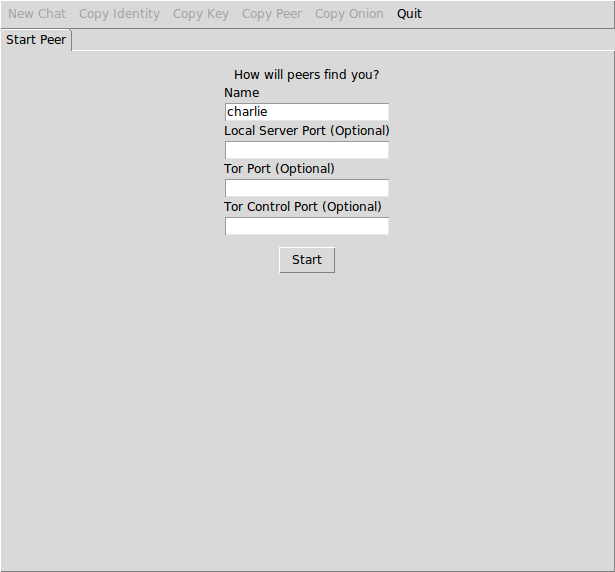 New Chat Copy Identity Copy Key Copy Peer Copy Onion Quit
Start Peer
How will peers find you?
Name
charlie
Local Server Port (Optional)
Tor Port (Optional)
Tor Control Port (Optional)
Start